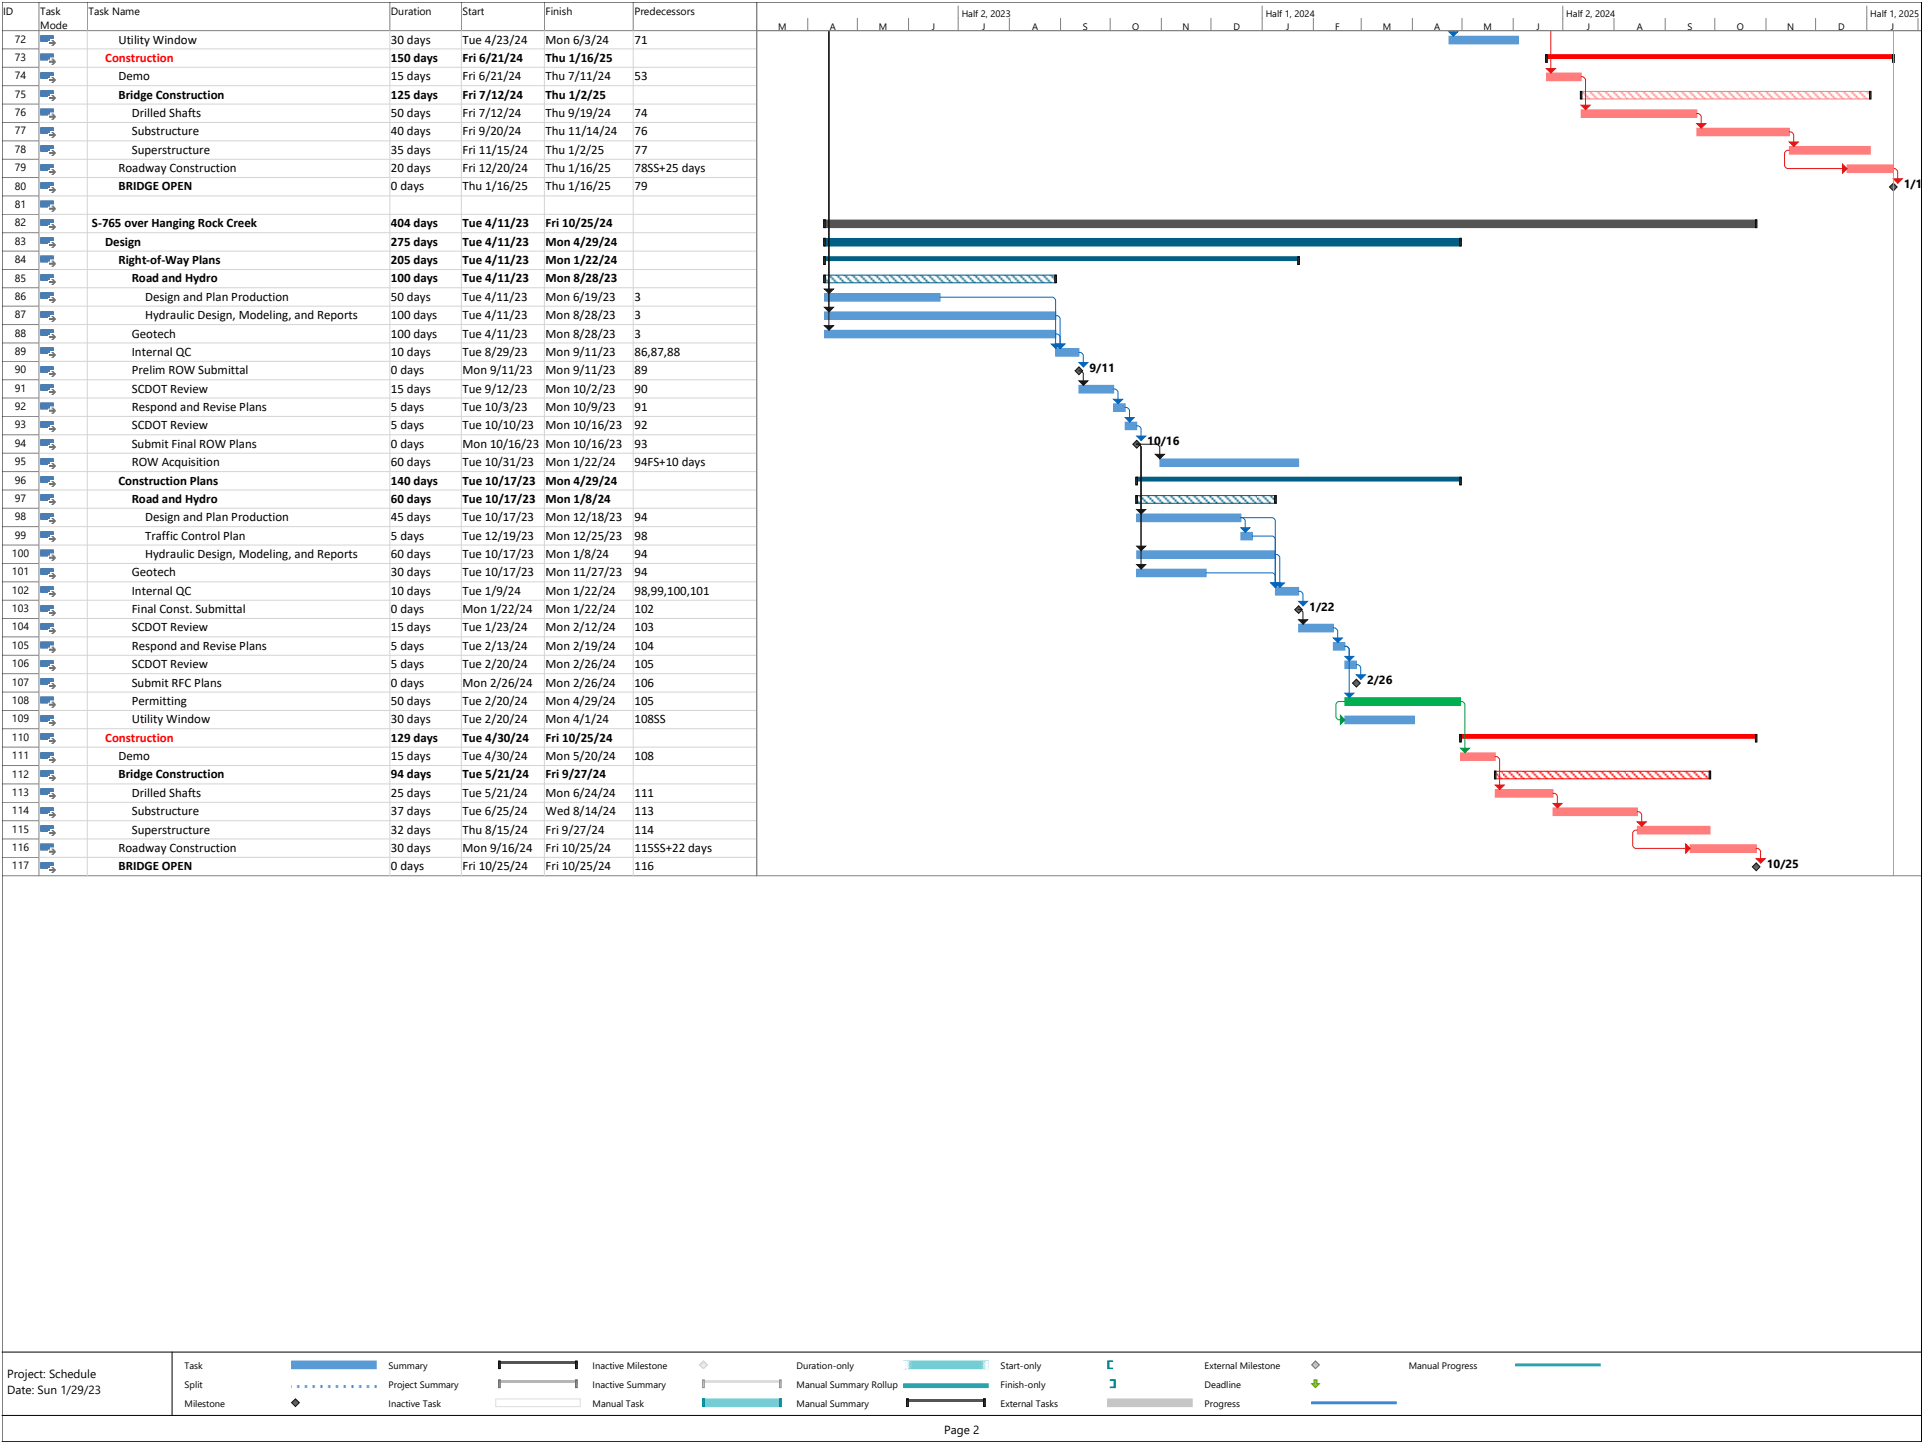 ID Task Mode Task Name Duration Start Finish Predecessors
Half 2, 2023 Half 1, 2024 Half 2, 2024 Half 1, 2025
M A M J J A S O N D J F M A M J J A S O N D J
72 Utility Window 30 days Tue 4/23/24 Mon 6/3/24 71
73 Construction 150 days Fri 6/21/24 Thu 1/16/25
74 Demo 15 days Fri 6/21/24 Thu 7/11/24 53
75 Bridge Construction 125 days Fri 7/12/24 Thu 1/2/25
76 Drilled Shafts 50 days Fri 7/12/24 Thu 9/19/24 74
77 Substructure 40 days Fri 9/20/24 Thu 11/14/24 76
78 Superstructure 35 days Fri 11/15/24 Thu 1/2/25 77
79 Roadway Construction 20 days Fri 12/20/24 Thu 1/16/25 78SS+25 days
80 BRIDGE OPEN 0 days Thu 1/16/25 Thu 1/16/25 79 1/1
81
82 S-765 over Hanging Rock Creek 404 days Tue 4/11/23 Fri 10/25/24
83 Design 275 days Tue 4/11/23 Mon 4/29/24
84 Right-of-Way Plans 205 days Tue 4/11/23 Mon 1/22/24
85 Road and Hydro 100 days Tue 4/11/23 Mon 8/28/23
86 Design and Plan Production 50 days Tue 4/11/23 Mon 6/19/23 3
87 Hydraulic Design, Modeling, and Reports 100 days Tue 4/11/23 Mon 8/28/23 3
88 Geotech 100 days Tue 4/11/23 Mon 8/28/23 3
89 Internal QC 10 days Tue 8/29/23 Mon 9/11/23 86,87,88
90 Prelim ROW Submittal 0 days Mon 9/11/23 Mon 9/11/23 89 9/11
91 SCDOT Review 15 days Tue 9/12/23 Mon 10/2/23 90
92 Respond and Revise Plans 5 days Tue 10/3/23 Mon 10/9/23 91
93 SCDOT Review 5 days Tue 10/10/23 Mon 10/16/23 92
94 Submit Final ROW Plans 0 days Mon 10/16/23 Mon 10/16/23 93 10/16
95 ROW Acquisition 60 days Tue 10/31/23 Mon 1/22/24 94FS+10 days
96 Construction Plans 140 days Tue 10/17/23 Mon 4/29/24
97 Road and Hydro 60 days Tue 10/17/23 Mon 1/8/24
98 Design and Plan Production 45 days Tue 10/17/23 Mon 12/18/23 94
99 Traffic Control Plan 5 days Tue 12/19/23 Mon 12/25/23 98
100 Hydraulic Design, Modeling, and Reports 60 days Tue 10/17/23 Mon 1/8/24 94
101 Geotech 30 days Tue 10/17/23 Mon 11/27/23 94
102 Internal QC 10 days Tue 1/9/24 Mon 1/22/24 98,99,100,101
103 Final Const. Submittal 0 days Mon 1/22/24 Mon 1/22/24 102 1/22
104 SCDOT Review 15 days Tue 1/23/24 Mon 2/12/24 103
105 Respond and Revise Plans 5 days Tue 2/13/24 Mon 2/19/24 104
106 SCDOT Review 5 days Tue 2/20/24 Mon 2/26/24 105
107 Submit RFC Plans 0 days Mon 2/26/24 Mon 2/26/24 106 2/26
108 Permitting 50 days Tue 2/20/24 Mon 4/29/24 105
109 Utility Window 30 days Tue 2/20/24 Mon 4/1/24 108SS
110 Construction 129 days Tue 4/30/24 Fri 10/25/24
111 Demo 15 days Tue 4/30/24 Mon 5/20/24 108
112 Bridge Construction 94 days Tue 5/21/24 Fri 9/27/24
113 Drilled Shafts 25 days Tue 5/21/24 Mon 6/24/24 111
114 Substructure 37 days Tue 6/25/24 Wed 8/14/24 113
115 Superstructure 32 days Thu 8/15/24 Fri 9/27/24 114
116 Roadway Construction 30 days Mon 9/16/24 Fri 10/25/24 115SS+22 days
117 BRIDGE OPEN 0 days Fri 10/25/24 Fri 10/25/24 116 10/25
Project: Schedule
Date: Sun 1/29/23
Task Summary Inactive Milestone Duration-only Start-only External Milestone Manual Progress
Split Project Summary Inactive Summary Manual Summary Rollup Finish-only Deadline
Milestone Inactive Task Manual Task Manual Summary External Tasks Progress
Page 2